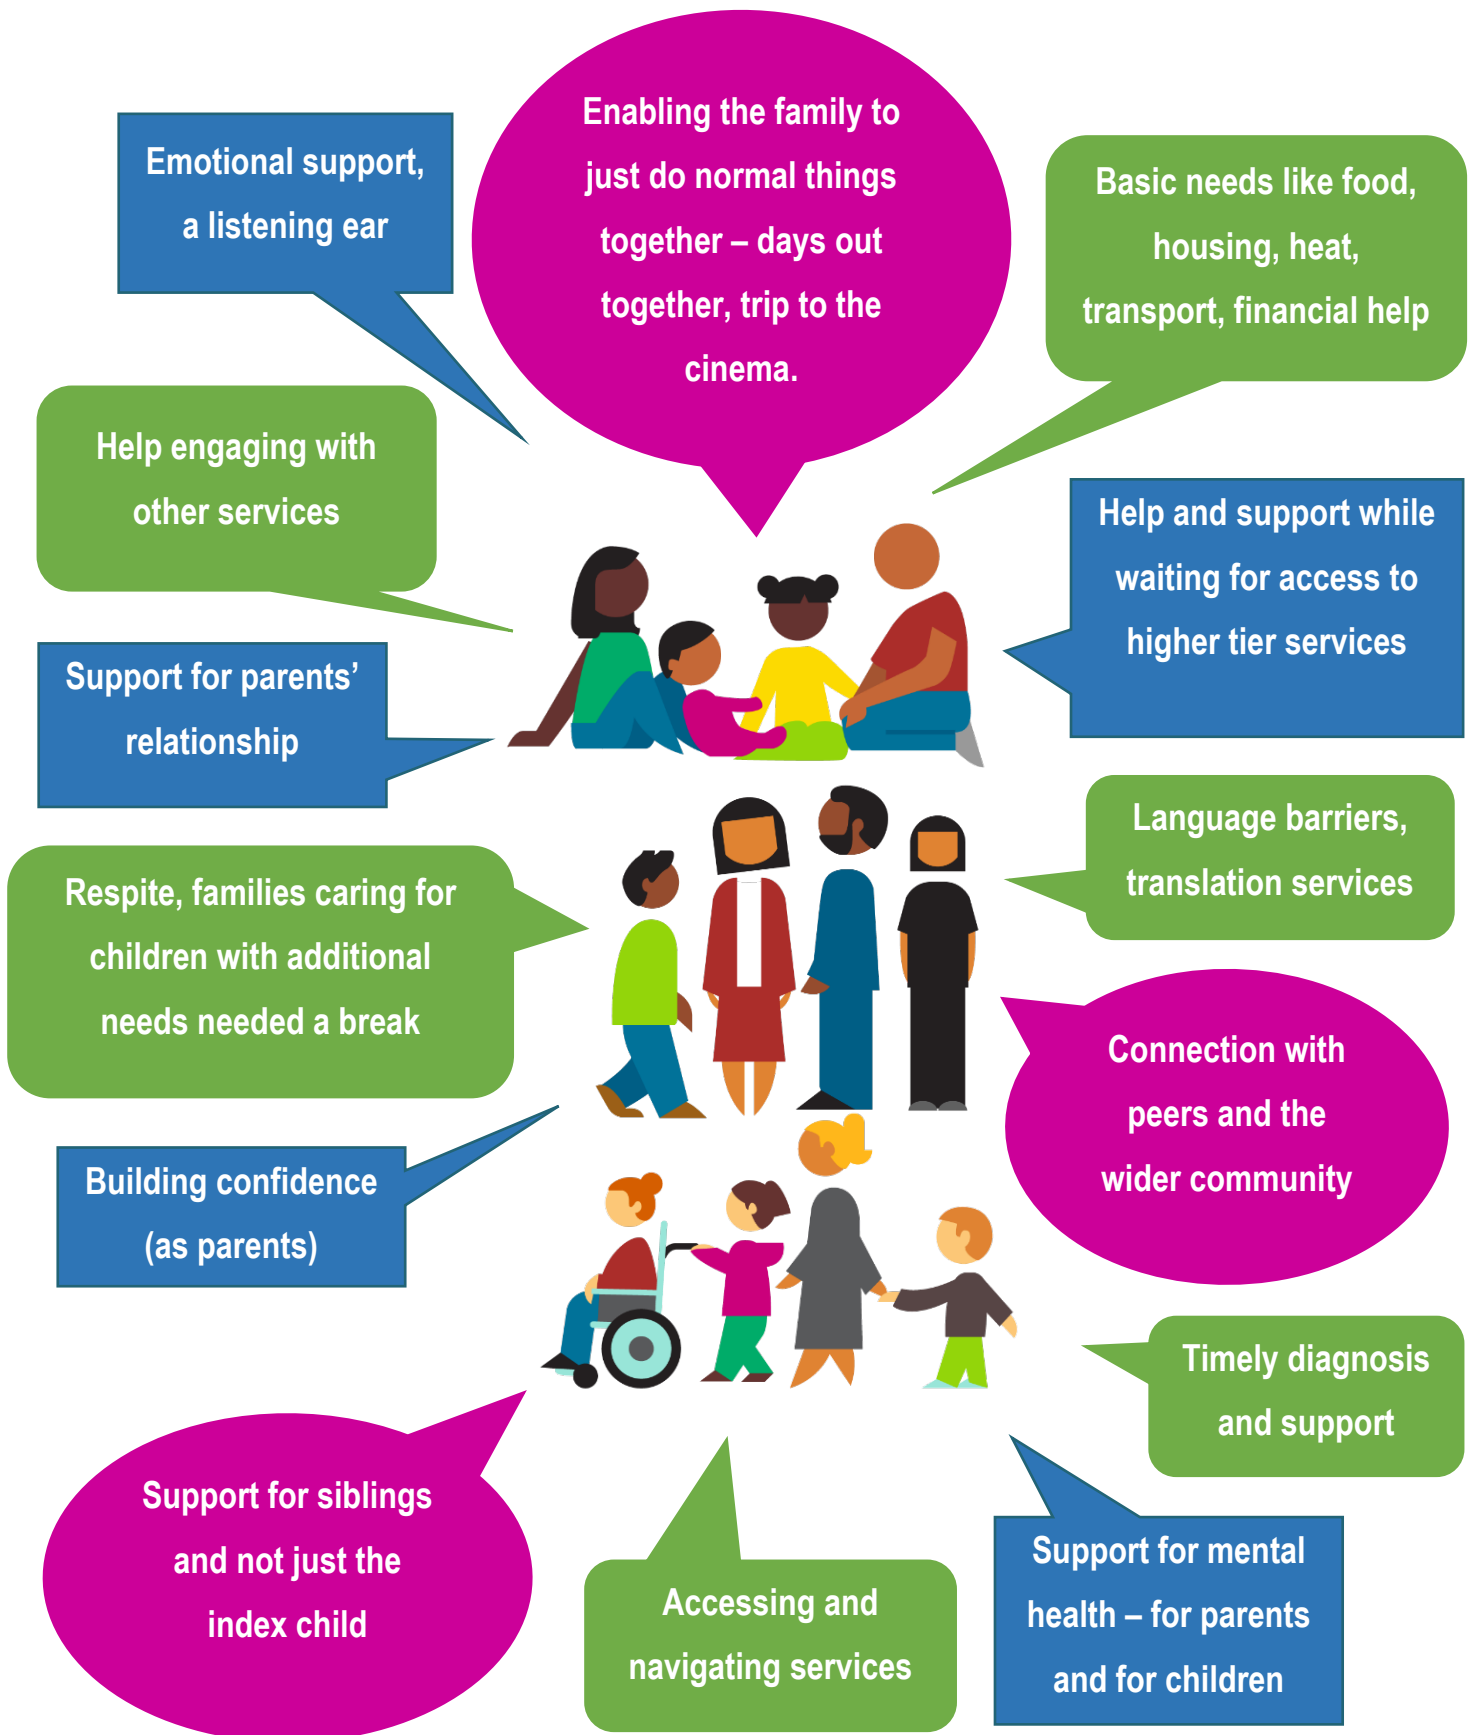 Enabling the family to
just do normal things
together – days out
together, trip to the
cinema.
Emotional support,
a listening ear
Basic needs like food,
housing, heat,
transport, financial help
Help engaging with
other services
Help and support while
waiting for access to
higher tier services
Support for parents’
relationship
Language barriers,
translation services
Respite, families caring for
children with additional
needs needed a break
Connection with
peers and the
wider community
Building confidence
(as parents)
Timely diagnosis
and support
Support for siblings
and not just the
index child
Accessing and
navigating services
Support for mental
health – for parents
and for children